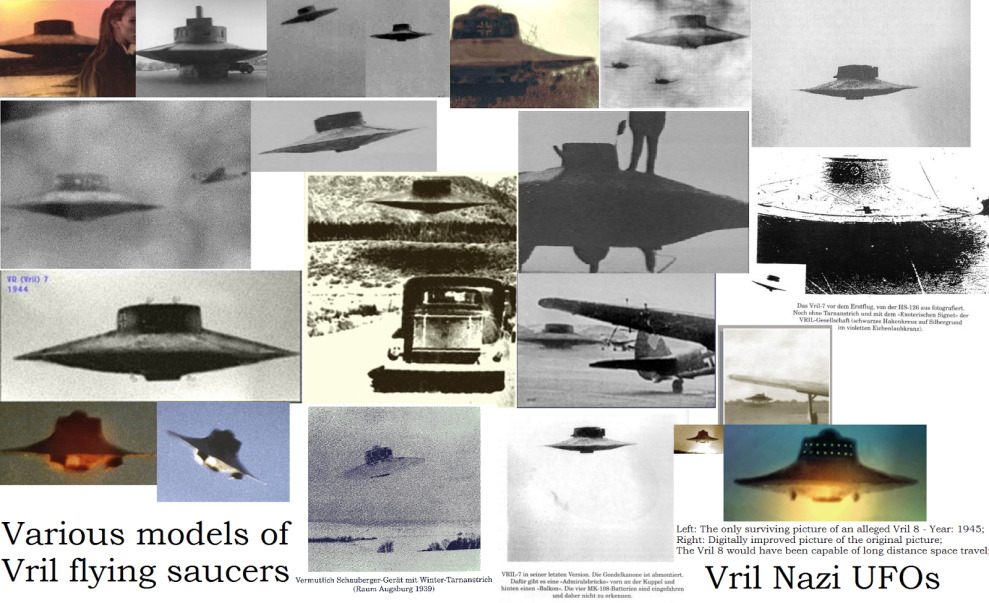 VR (Vril) 7
1944
Das Vril-7 vor dem Erstflug, von der HS-126 aus fotografiert.
Noch ohne Tarnanstrich und mit dem «Esoterischen Signet» der
VRIL-Gesellschaft (schwarzes Hakenkreuz auf Silbergrund
im violetten Eichenlaubkranz).
Left: The only surviving picture of an alleged Vril 8 - Year: 1945;
Right: Digitally improved picture of the original picture;
The Vril 8 would have been capable of long distance space travel;
Various models of
Vril flying saucers
Vermutlich Schauberger-Gerät mit Winter-Tarnanstrich
(Raum Augsburg 1939)
VRIL-7 in seiner letzten Version. Die Gondelkanone ist abmontiert.
Dafür gibt es eine «Admiralsbrücke» vorn an der Kuppel und
hinten einen «Balkon». Die vier MK-108-Batterien sind eingefahren
und daher nicht zu erkennen.
Vril Nazi UFOs